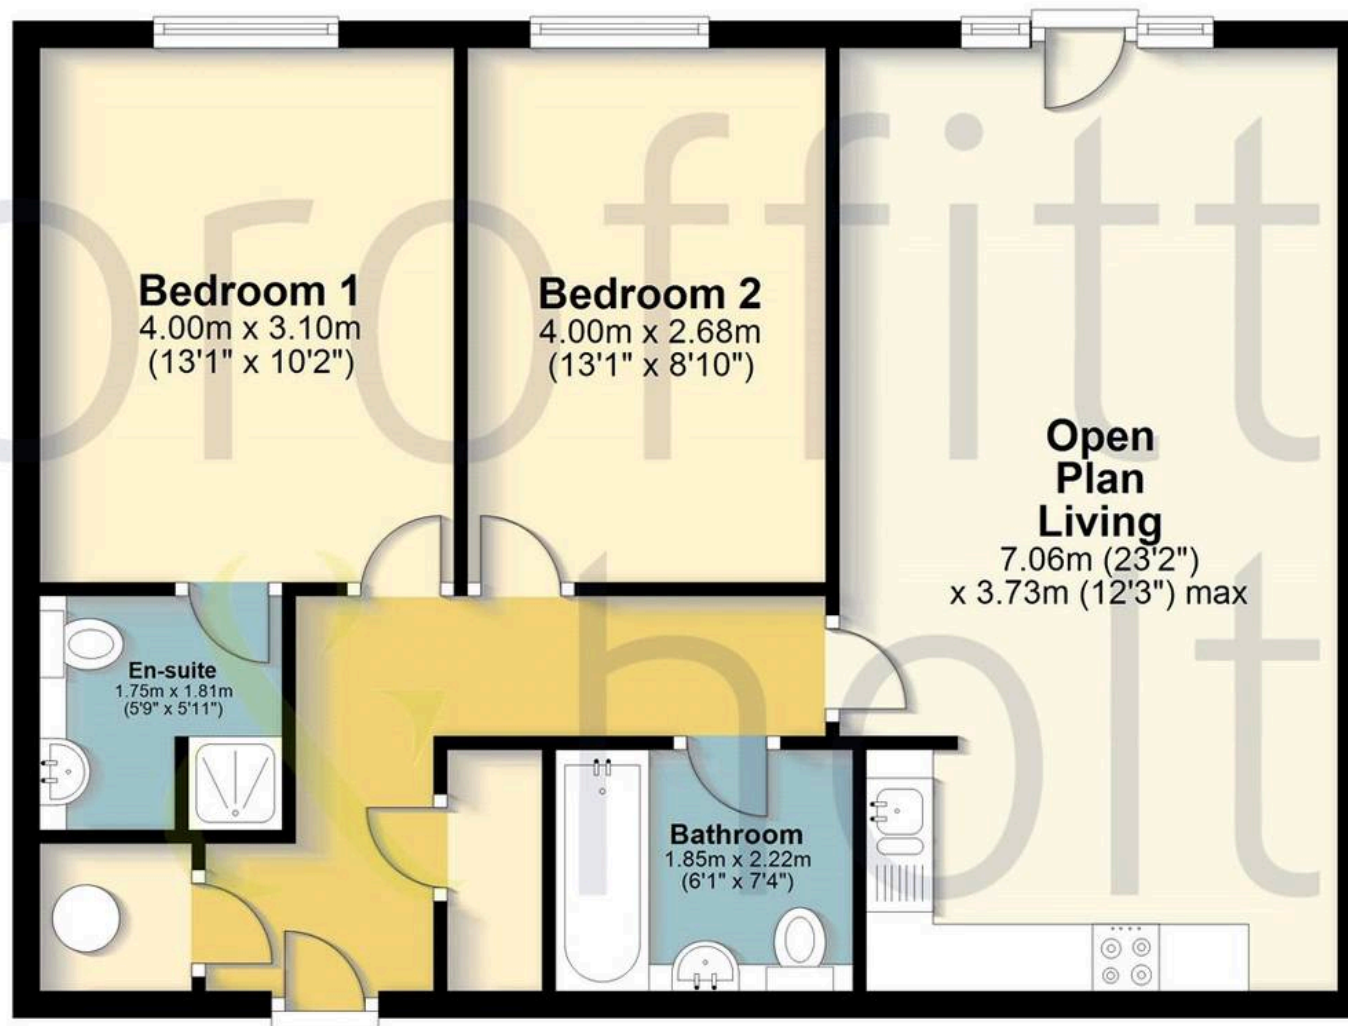 Bedroom 1
4.00m x 3.10m
(13'1" x 10'2")
Bedroom 2
4.00m x 2.68m
(13'1" x 8'10")
Open
Plan
Living
7.06m (23'2")
x 3.73m (12'3") max
En-suite
1.75m x 1.81m
(5'9" x 5'11")
Bathroom
1.85m x 2.22m
(6'1" x 7'4")
proffitt
holt